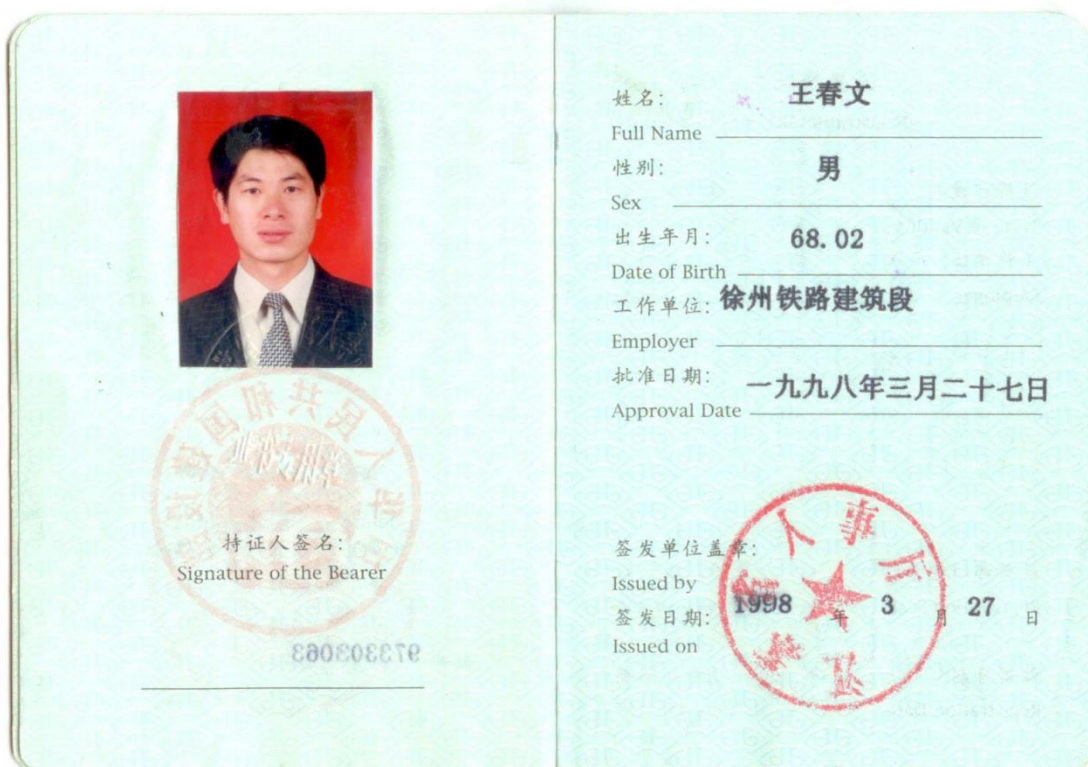 持证人签名:
Signature of the Bearer
973303063
姓名: 王春文
Full Name
性别: 男
Sex
出生年月: 68.02
Date of Birth
工作单位: 徐州铁路建筑段
Employer
批准日期: 一九九八年三月二十七日
Approval Date
签发单位盖章:
Issued by
签发日期: 1998 年 3 月 27 日
Issued on
人事厅